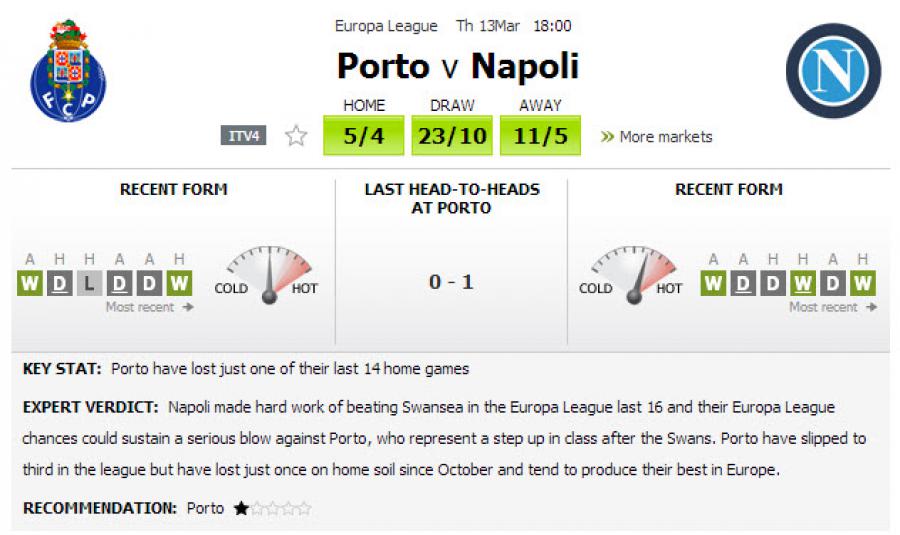 Europa League Th 13Mar 18:00
Porto v Napoli
HOME DRAW AWAY
ITV4 5/4 23/10 11/5 » More markets
FCP
N
RECENT FORM
A H H A A H
W D L D D W
Most recent →
COLD HOT
LAST HEAD-TO-HEADS
AT PORTO
0 - 1
RECENT FORM
COLD HOT
A A H H A H
W D D W D W
Most recent →
KEY STAT: Porto have lost just one of their last 14 home games
EXPERT VERDICT: Napoli made hard work of beating Swansea in the Europa League last 16 and their Europa League
chances could sustain a serious blow against Porto, who represent a step up in class after the Swans. Porto have slipped to
third in the league but have lost just once on home soil since October and tend to produce their best in Europe.
RECOMMENDATION: Porto ★☆☆☆☆